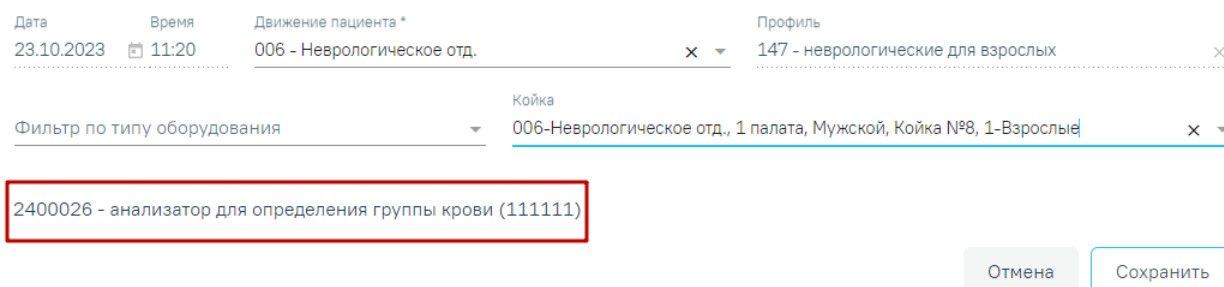 Дата Время Движение пациента * Профиль
23.10.2023 11:20 006 - Неврологическое отд. 147 - неврологические для взрослых
Койка
Фильтр по типу оборудования 006-Неврологическое отд., 1 палата, Мужской, Койка №8, 1-Взрослые
2400026 - анализатор для определения группы крови (111111)
Отмена Сохранить